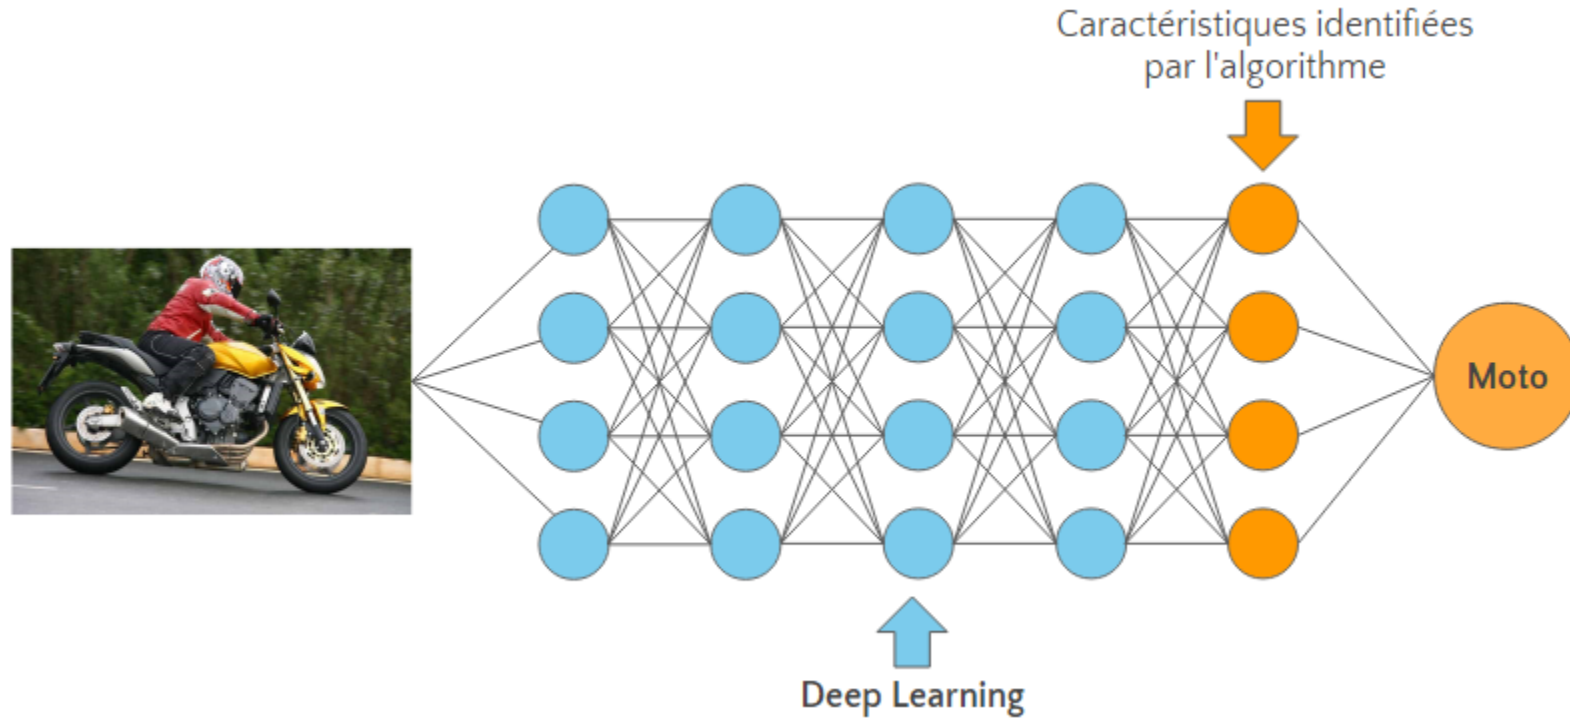 Caractéristiques identifiées
par l'algorithme
Moto
Deep Learning